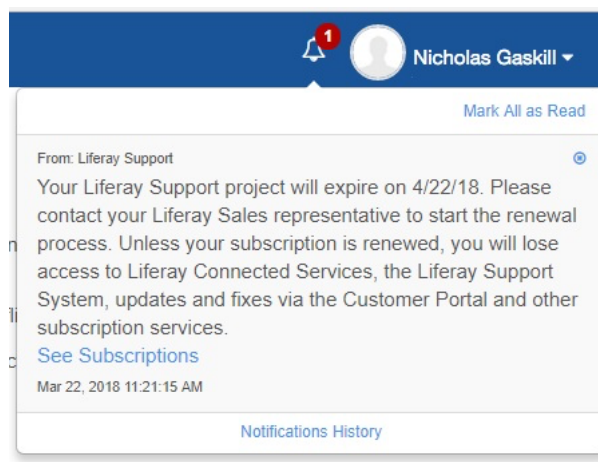 1
Nicholas Gaskill
Mark All as Read
From: Liferay Support
Your Liferay Support project will expire on 4/22/18. Please
contact your Liferay Sales representative to start the renewal
process. Unless your subscription is renewed, you will lose
access to Liferay Connected Services, the Liferay Support
System, updates and fixes via the Customer Portal and other
subscription services.
See Subscriptions
Mar 22, 2018 11:21:15 AM
Notifications History